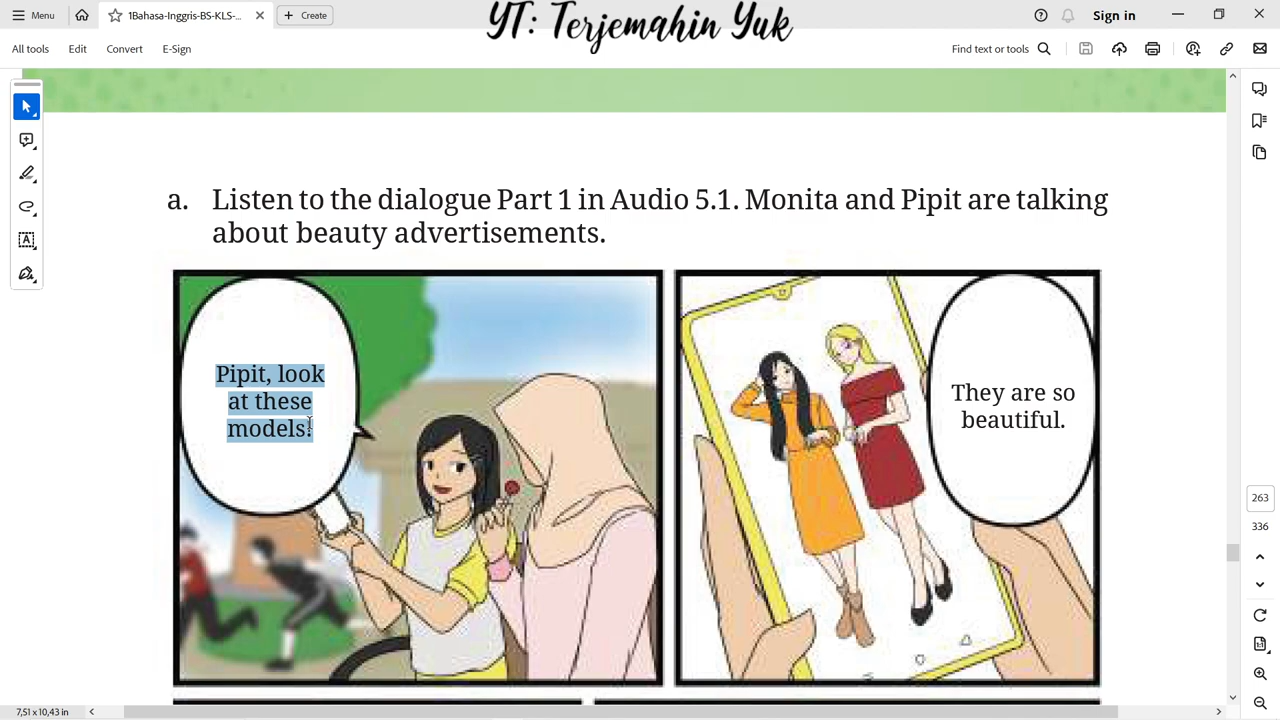 Menu
1Bahasa-Inggris-BS-KLS-...
Create
YT: Terjemahin Yuk
Sign in
All tools
Edit
Convert
E-Sign
Find text or tools
a. Listen to the dialogue Part 1 in Audio 5.1. Monita and Pipit are talking
about beauty advertisements.
Pipit, look
at these
models!
They are so
beautiful.
263
336
7,51 x 10,43 in